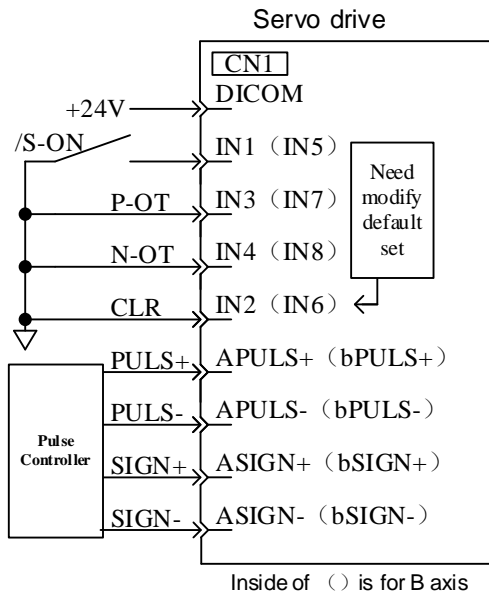 Servo drive
CN1
+24V DICOM
/S-ON IN1（IN5）
P-OT IN3（IN7）
N-OT IN4（IN8）
CLR IN2（IN6）
Need
modify
default
set
PULS+ APULS+（bPULS+）
PULS- APULS-（bPULS-）
SIGN+ ASIGN+（bSIGN+）
SIGN- ASIGN-（bSIGN-）
Pulse
Controller
Inside of （）is for B axis